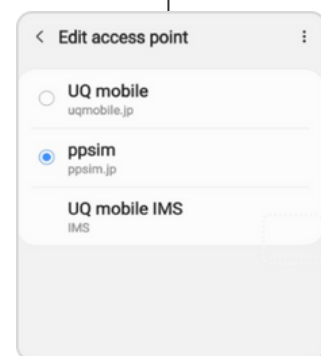 Edit access point
UQ mobile
uqmobile.jp
ppsim
ppsim.jp
UQ mobile IMS
IMS